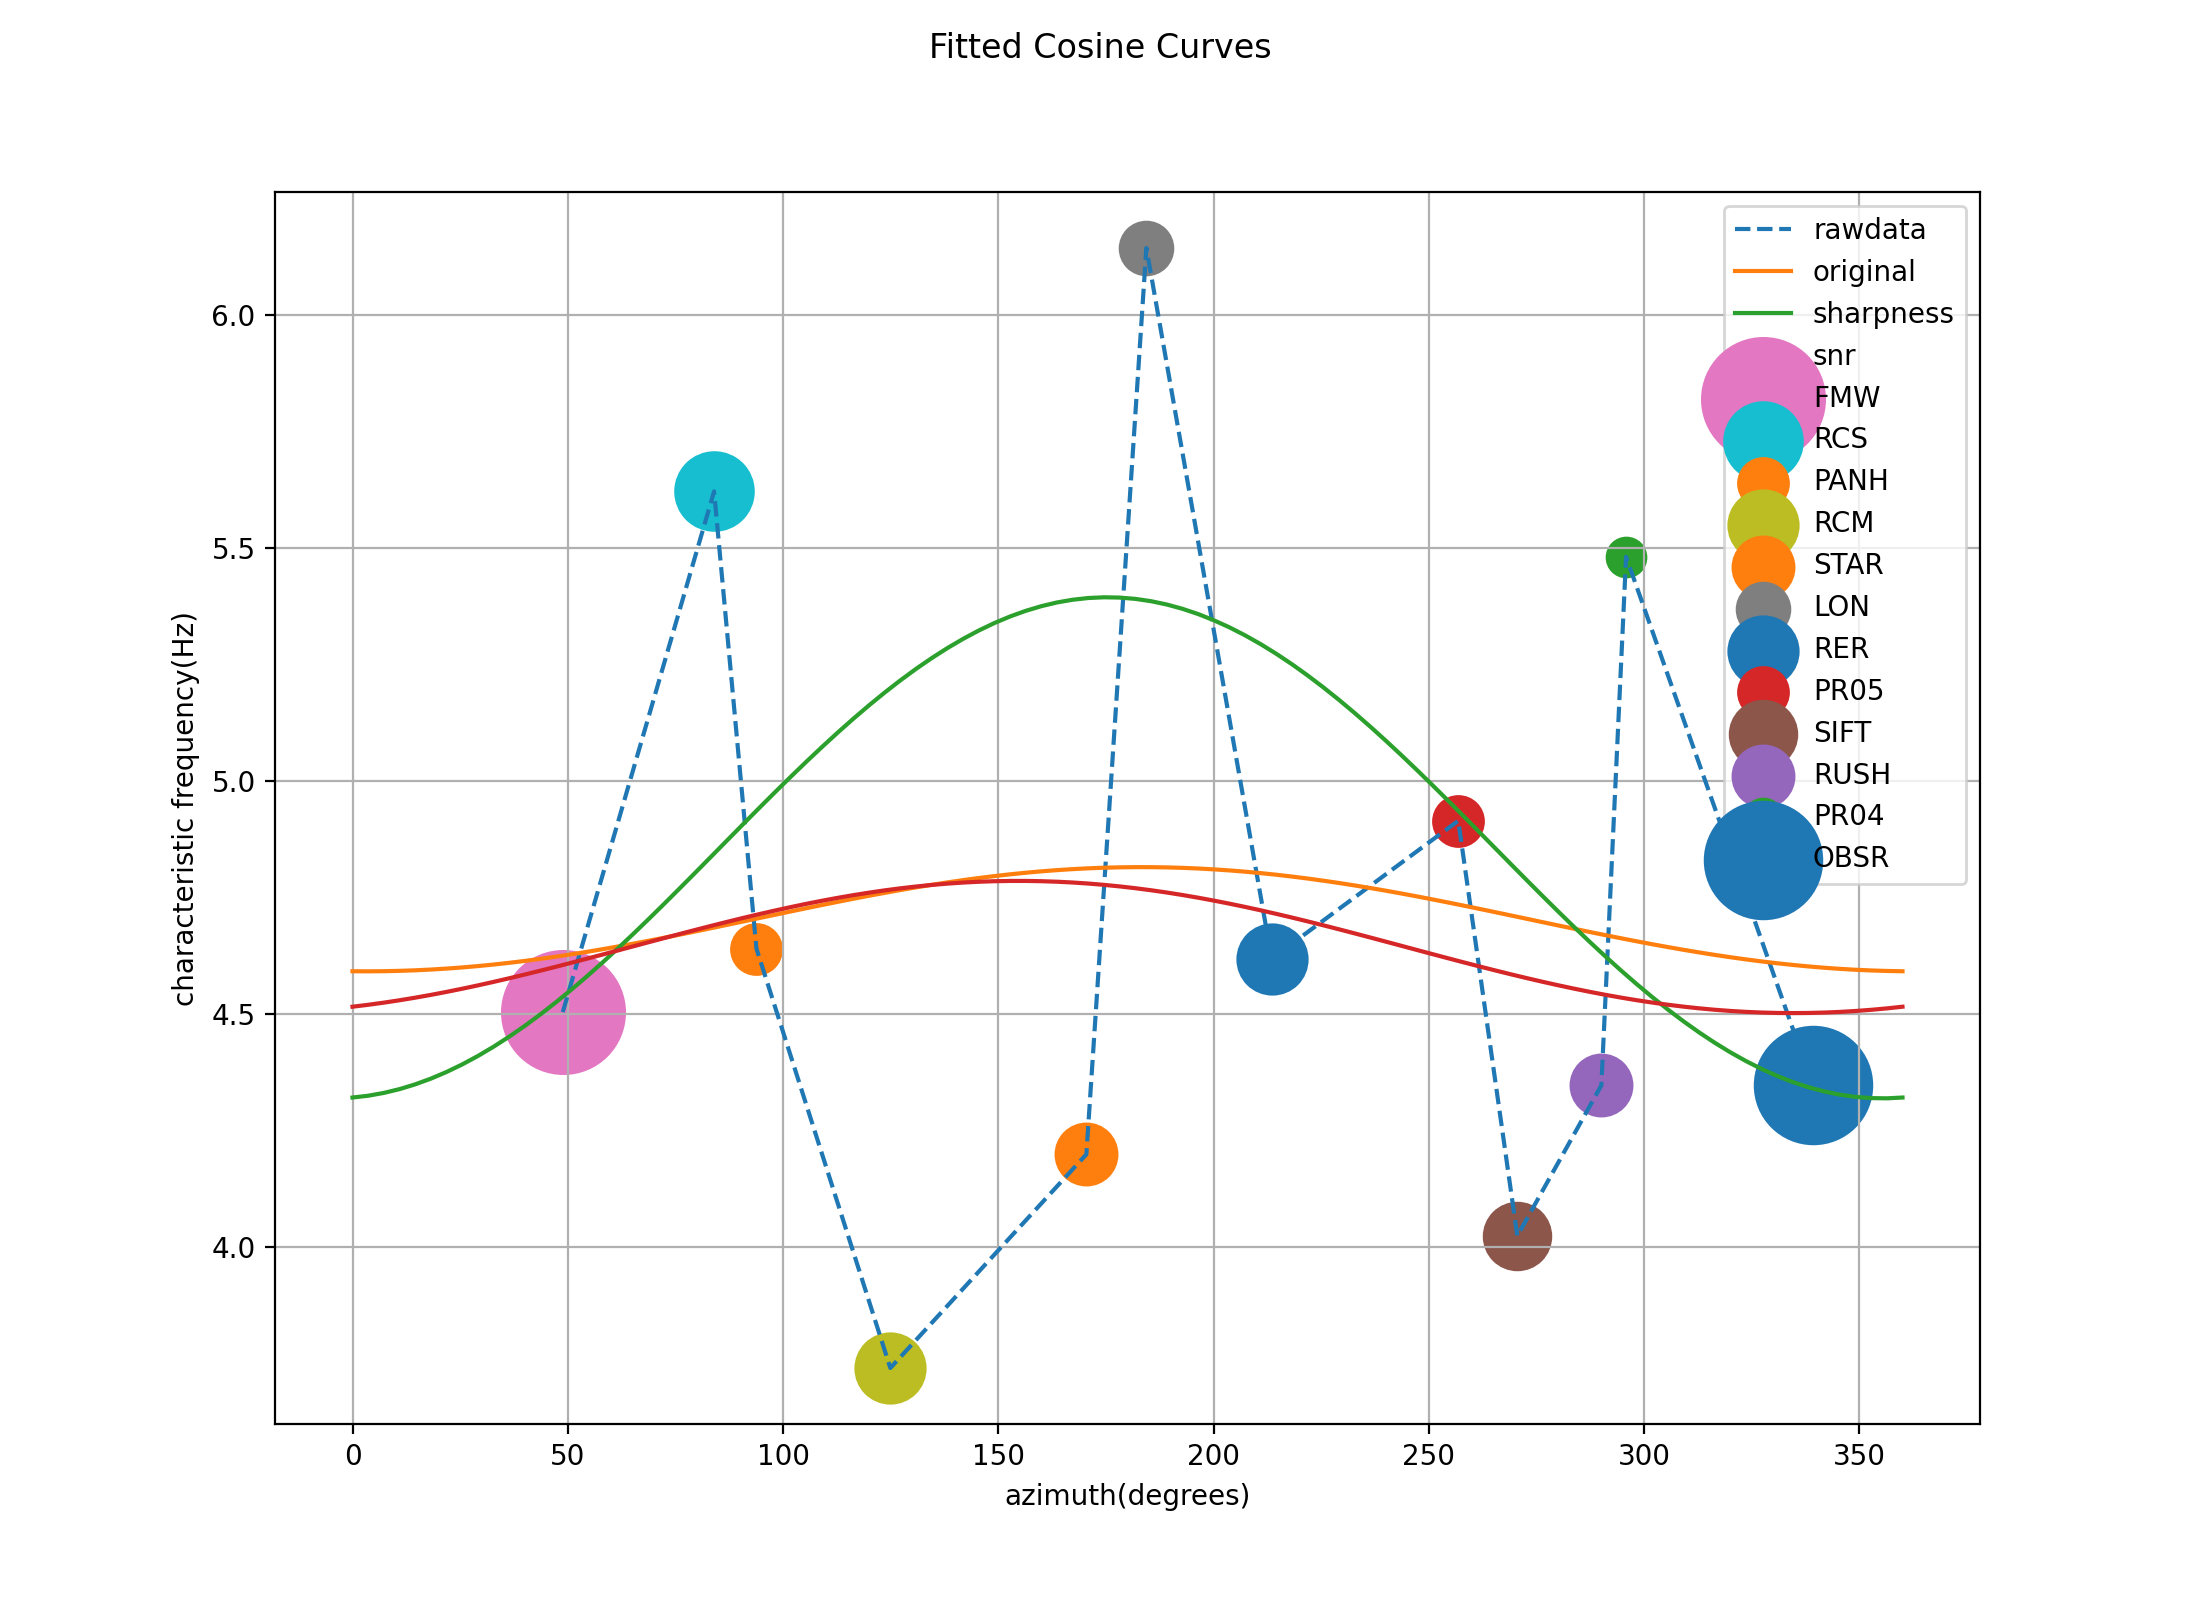 Fitted Cosine Curves
characteristic frequency(Hz)
6.0
5.5
5.0
4.5
4.0
0 50 100 150 200 250 300 350
azimuth(degrees)
rawdata
original
sharpness
snr
FMW
RCS
PANH
RCM
STAR
LON
RER
PR05
SIFT
RUSH
PR04
OBSR